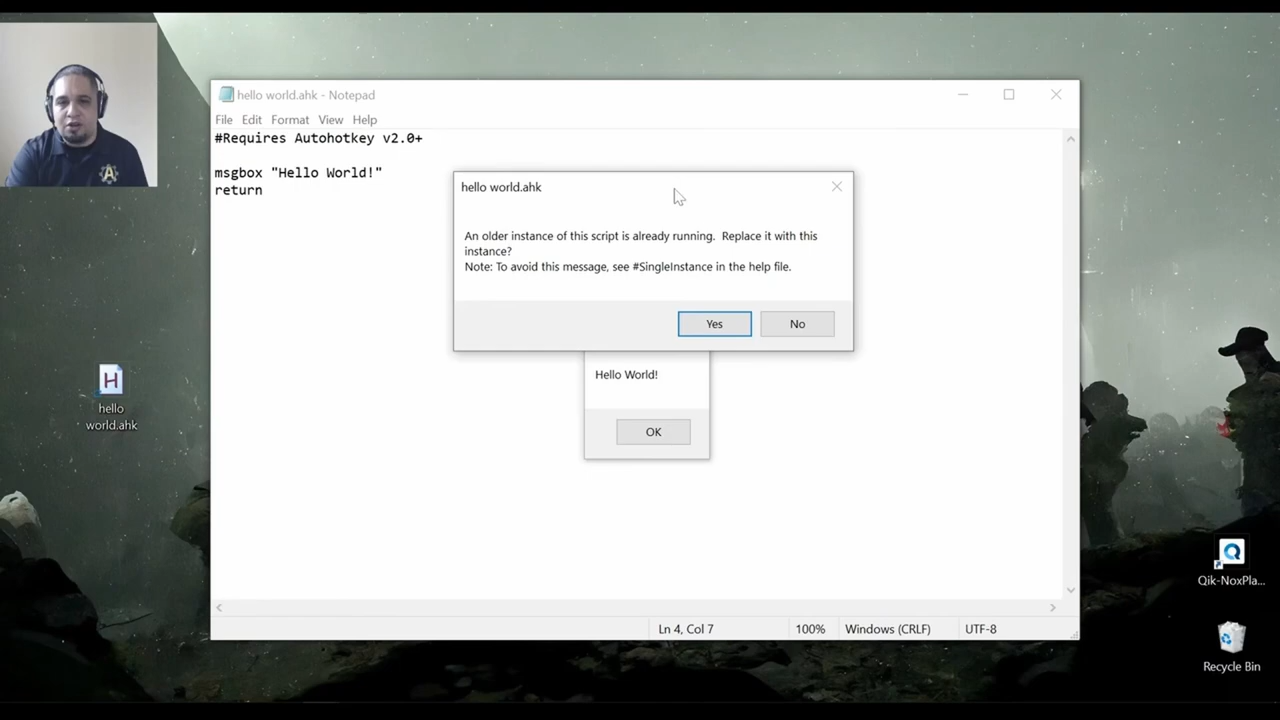 hello world.ahk - Notepad
File Edit Format View Help
#Requires Autohotkey v2.0+
msgbox "Hello World!"
return
hello world.ahk
An older instance of this script is already running. Replace it with this
instance?
Note: To avoid this message, see #SingleInstance in the help file.
Yes No
Hello World!
OK
H
hello
world.ahk
A
Qik-NoxPla...
Recycle Bin
Ln 4, Col 7 100% Windows (CRLF) UTF-8